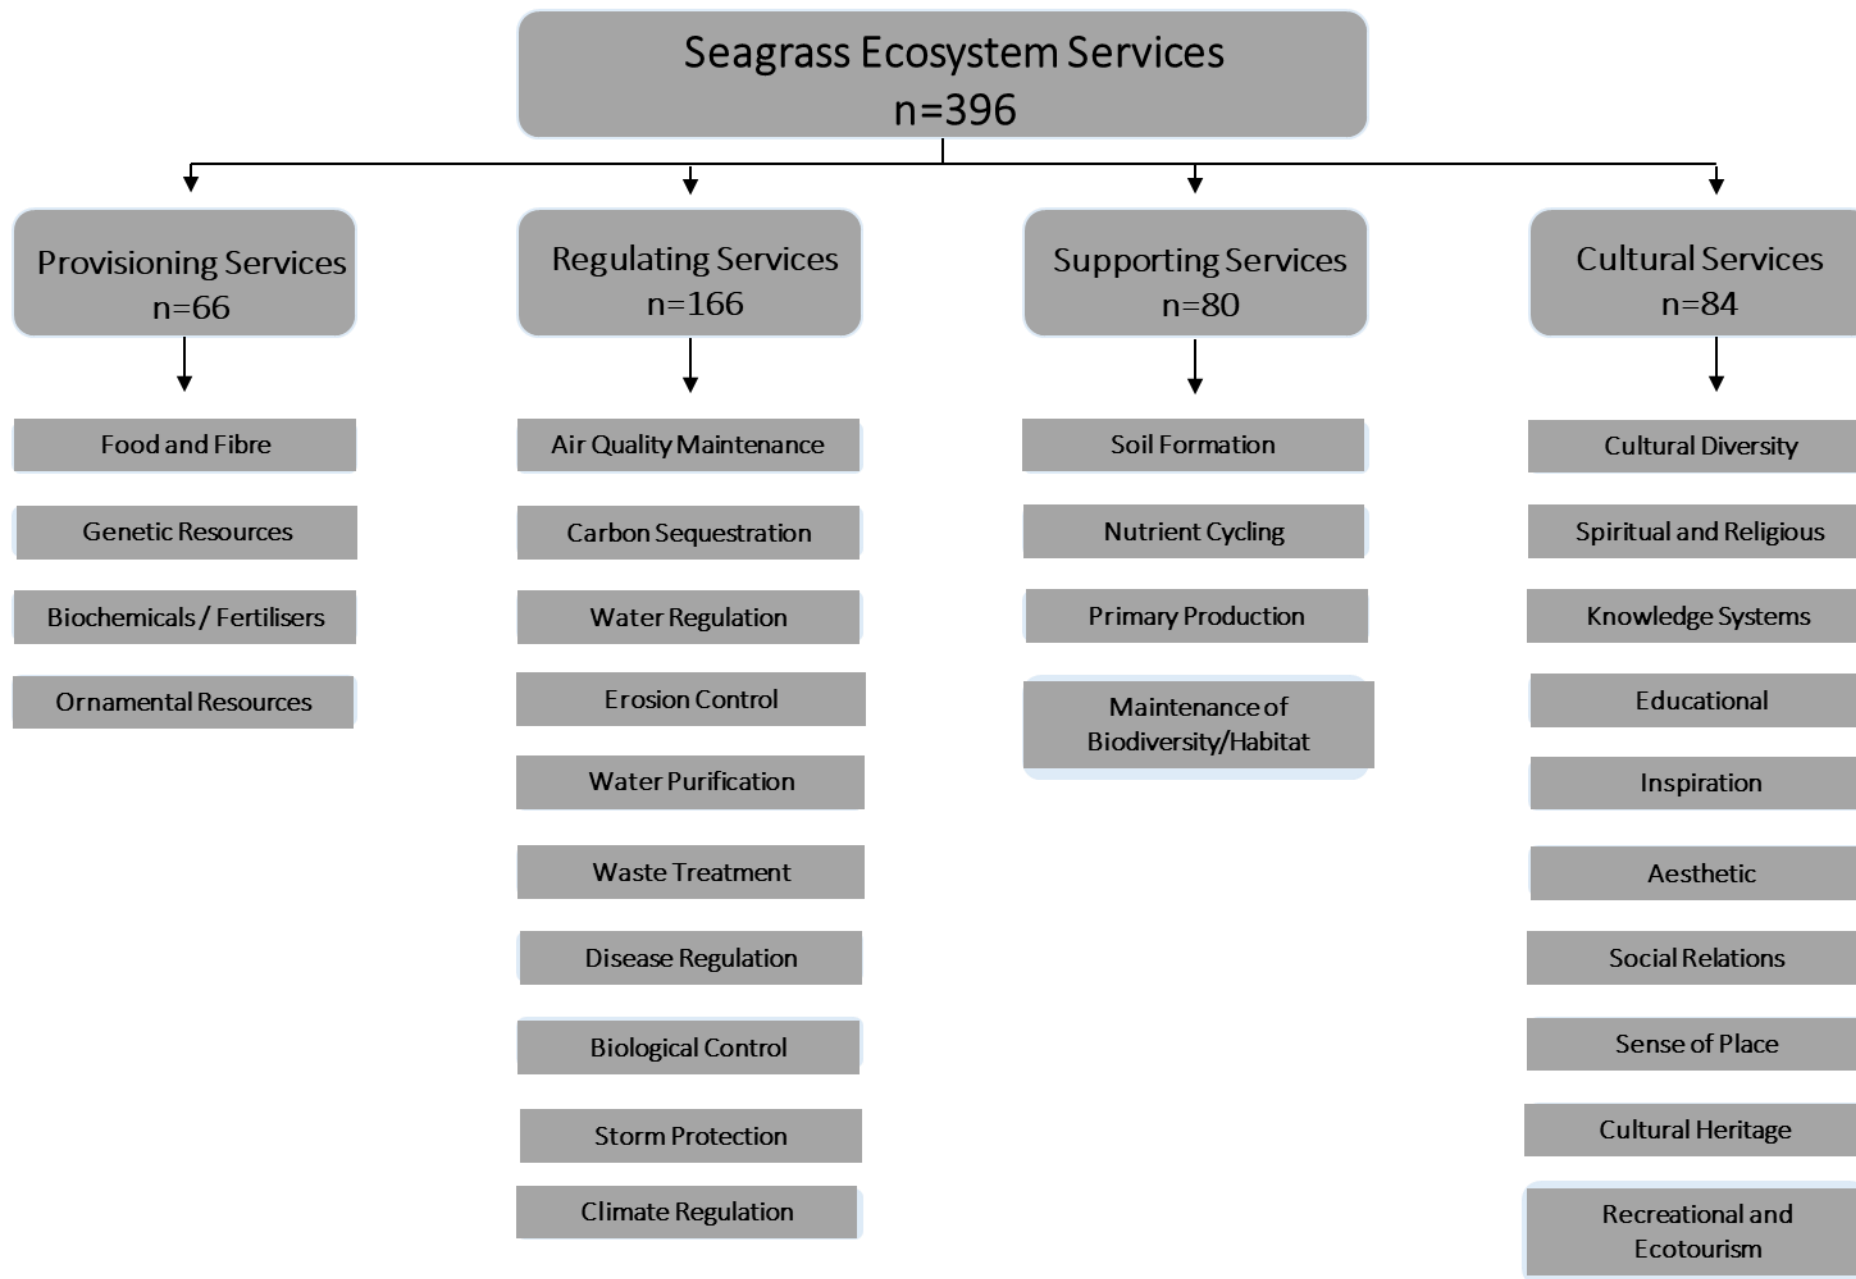 Seagrass Ecosystem Services
n=396
Provisioning Services
n=66
Regulating Services
n=166
Supporting Services
n=80
Cultural Services
n=84
Food and Fibre
Genetic Resources
Biochemicals / Fertilisers
Ornamental Resources
Air Quality Maintenance
Carbon Sequestration
Water Regulation
Erosion Control
Water Purification
Waste Treatment
Disease Regulation
Biological Control
Storm Protection
Climate Regulation
Soil Formation
Nutrient Cycling
Primary Production
Maintenance of
Biodiversity/Habitat
Cultural Diversity
Spiritual and Religious
Knowledge Systems
Educational
Inspiration
Aesthetic
Social Relations
Sense of Place
Cultural Heritage
Recreational and
Ecotourism